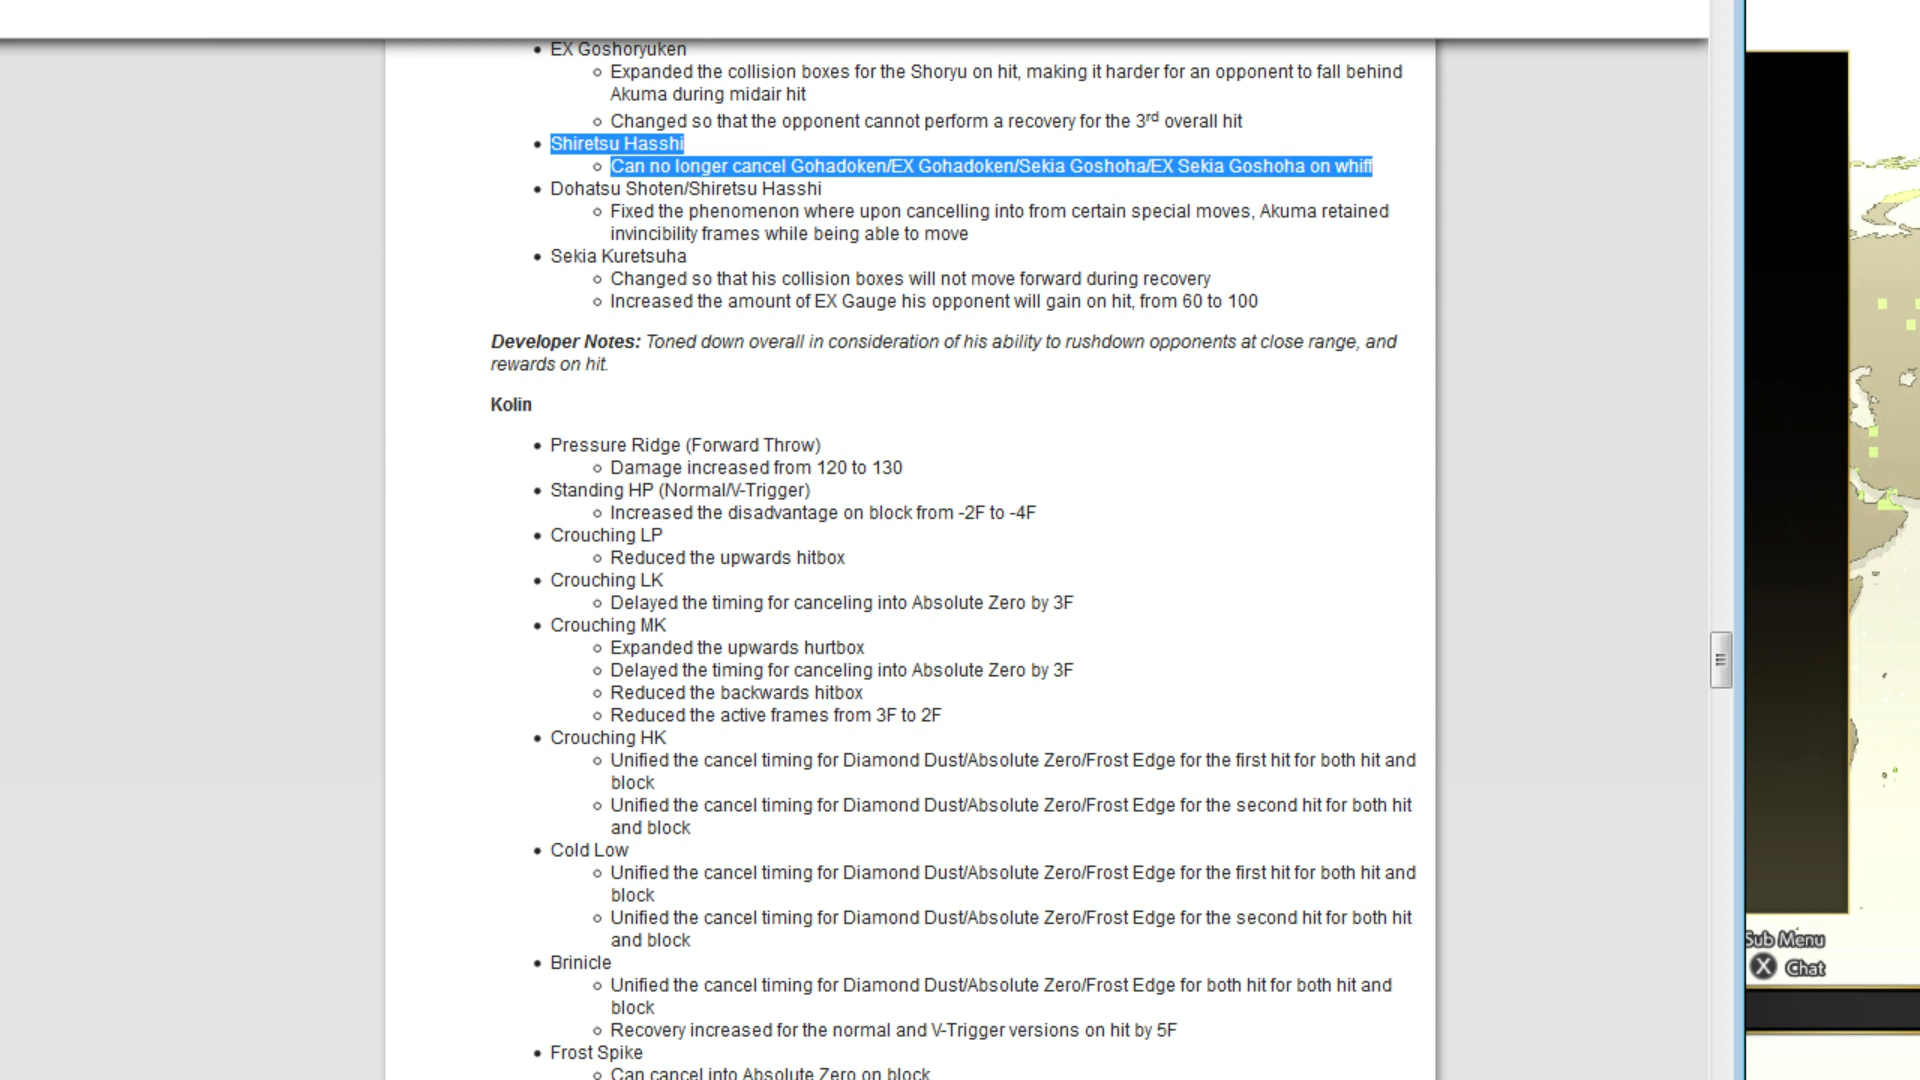 EX Goshoryuken
Expanded the collision boxes for the Shoryu on hit, making it harder for an opponent to fall behind
Akuma during midair hit
Changed so that the opponent cannot perform a recovery for the 3rd overall hit
Shiretsu Hasshi
Can no longer cancel Gohadoken/EX Gohadoken/Sekia Goshoha/EX Sekia Goshoha on whiff
Dohatsu Shoten/Shiretsu Hasshi
Fixed the phenomenon where upon cancelling into from certain special moves, Akuma retained
invincibility frames while being able to move
Sekia Kuretsuha
Changed so that his collision boxes will not move forward during recovery
Increased the amount of EX Gauge his opponent will gain on hit, from 60 to 100
Developer Notes: Toned down overall in consideration of his ability to rushdown opponents at close range, and
rewards on hit.
Kolin
Pressure Ridge (Forward Throw)
Damage increased from 120 to 130
Standing HP (Normal/V-Trigger)
Increased the disadvantage on block from -2F to -4F
Crouching LP
Reduced the upwards hitbox
Crouching LK
Delayed the timing for canceling into Absolute Zero by 3F
Crouching MK
Expanded the upwards hurtbox
Delayed the timing for canceling into Absolute Zero by 3F
Reduced the backwards hitbox
Reduced the active frames from 3F to 2F
Crouching HK
Unified the cancel timing for Diamond Dust/Absolute Zero/Frost Edge for the first hit for both hit and
block
Unified the cancel timing for Diamond Dust/Absolute Zero/Frost Edge for the second hit for both hit
and block
Cold Low
Unified the cancel timing for Diamond Dust/Absolute Zero/Frost Edge for the first hit for both hit and
block
Unified the cancel timing for Diamond Dust/Absolute Zero/Frost Edge for the second hit for both hit
and block
Brinicle
Unified the cancel timing for Diamond Dust/Absolute Zero/Frost Edge for both hit for both hit and
block
Recovery increased for the normal and V-Trigger versions on hit by 5F
Frost Spike
Can cancel into Absolute Zero on block
Sub Menu
X Chat